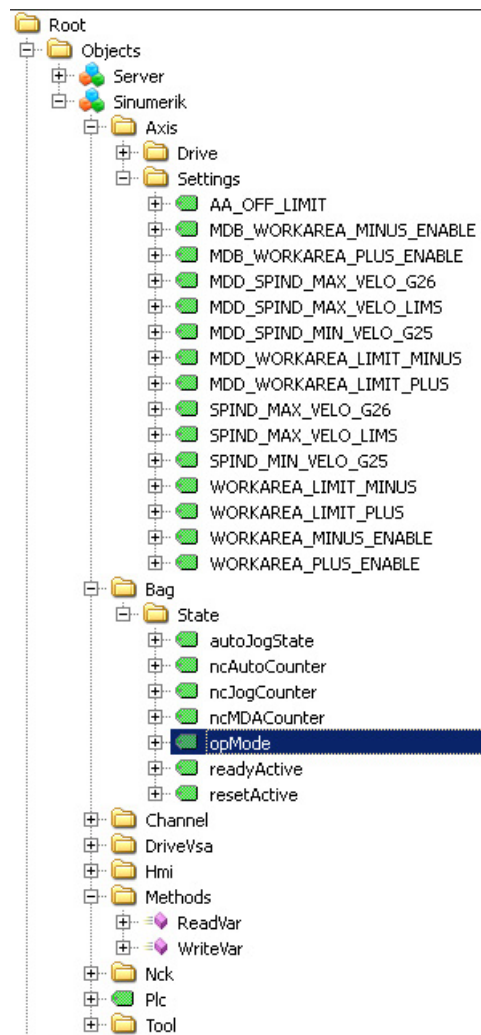 Root
Objects
Server
Sinumerik
Axis
Drive
Settings
AA_OFF_LIMIT
MDB_WORKAREA_MINUS_ENABLE
MDB_WORKAREA_PLUS_ENABLE
MDD_SPIND_MAX_VELO_G26
MDD_SPIND_MAX_VELO_LIMS
MDD_SPIND_MIN_VELO_G25
MDD_WORKAREA_LIMIT_MINUS
MDD_WORKAREA_LIMIT_PLUS
SPIND_MAX_VELO_G26
SPIND_MAX_VELO_LIMS
SPIND_MIN_VELO_G25
WORKAREA_LIMIT_MINUS
WORKAREA_LIMIT_PLUS
WORKAREA_MINUS_ENABLE
WORKAREA_PLUS_ENABLE
Bag
State
autoJogState
ncAutoCounter
ncJogCounter
ncMDACounter
opMode
readyActive
resetActive
Channel
DriveVsa
Hmi
Methods
ReadVar
WriteVar
Nck
Plc
Tool